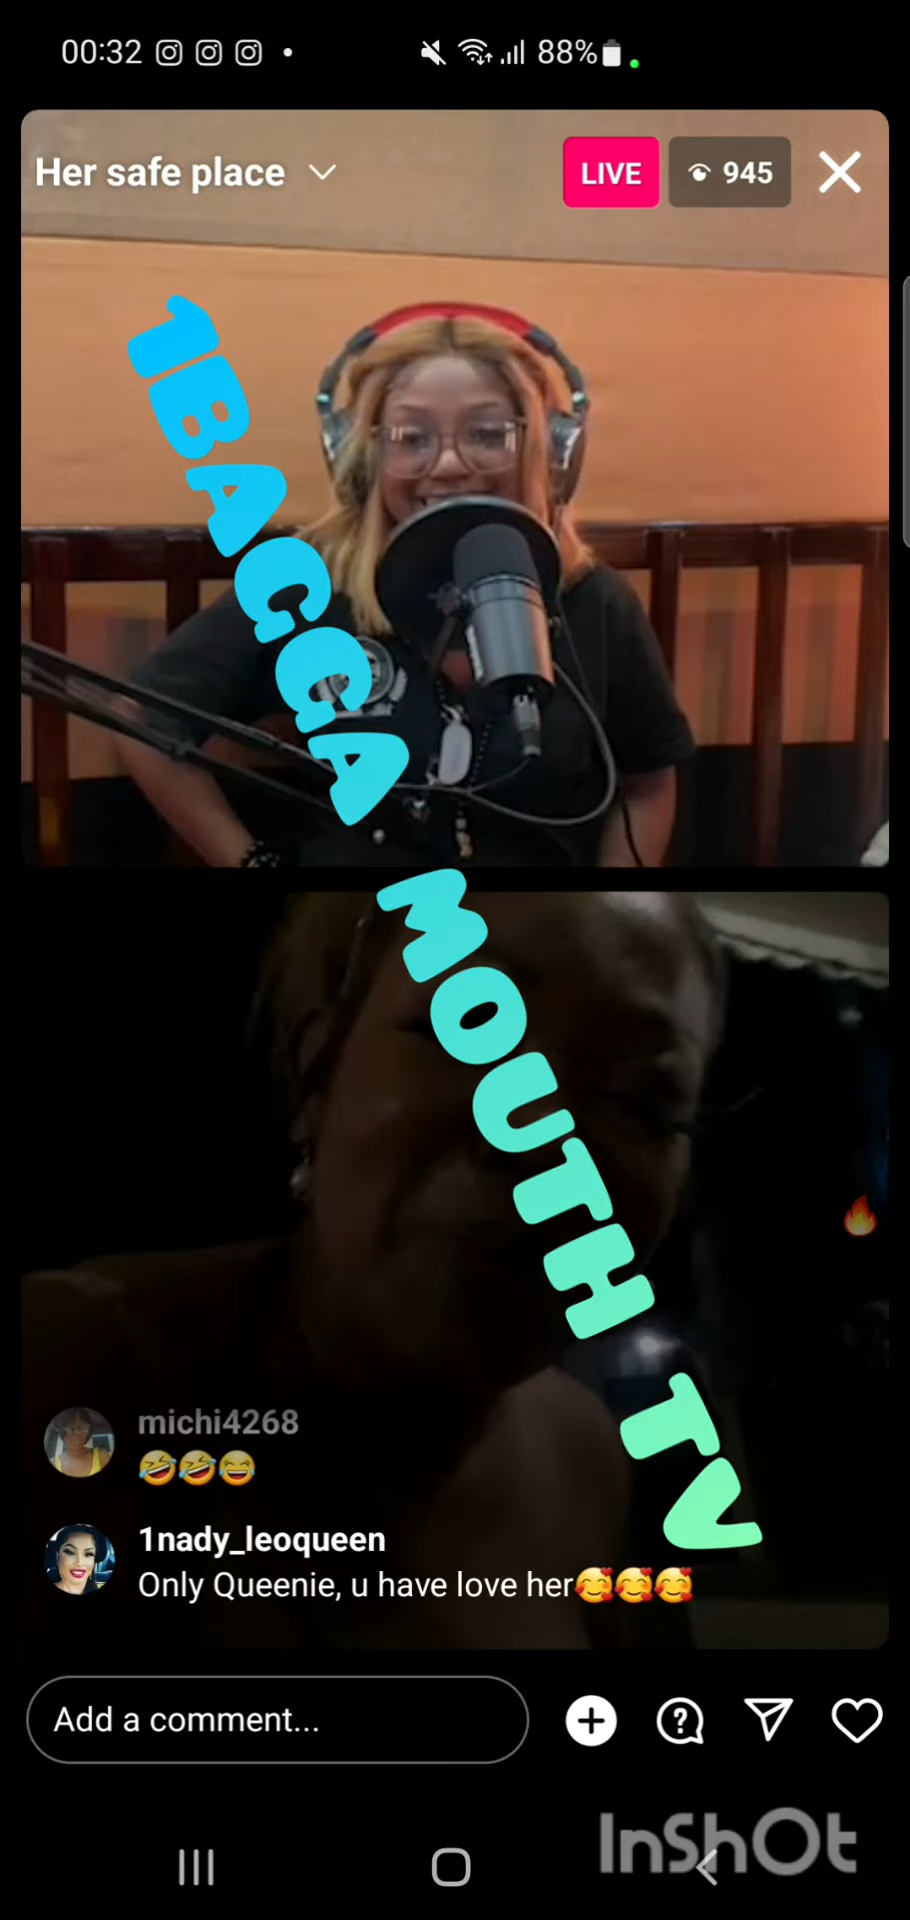 00:32
88%
Her safe place
LIVE
945
1BAGGA MOUTH TV
michi4268
🤣🤣😂
1nady_leoqueen
Only Queenie, u have love her🥰🥰🥰
Add a comment...
InShOt